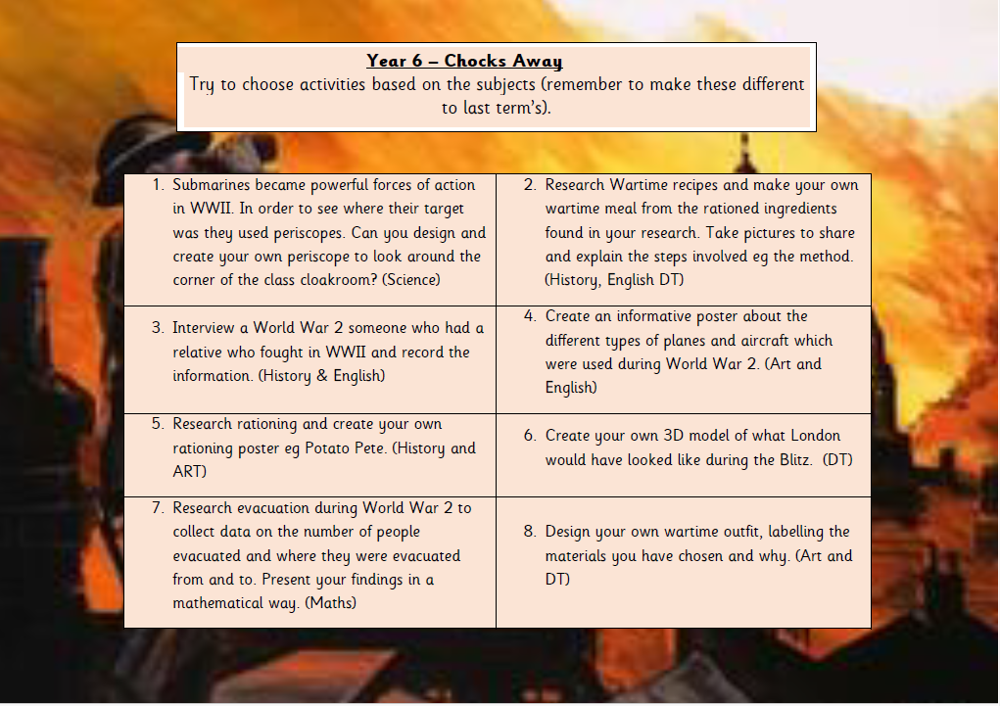 Year 6 – Chocks Away
Try to choose activities based on the subjects (remember to make these different
to last term's).
1. Submarines became powerful forces of action
in WWII. In order to see where their target
was they used periscopes. Can you design and
create your own periscope to look around the
corner of the class cloakroom? (Science)
2. Research Wartime recipes and make your own
wartime meal from the rationed ingredients
found in your research. Take pictures to share
and explain the steps involved eg the method.
(History, English DT)
3. Interview a World War 2 someone who had a
relative who fought in WWII and record the
information. (History & English)
4. Create an informative poster about the
different types of planes and aircraft which
were used during World War 2. (Art and
English)
5. Research rationing and create your own
rationing poster eg Potato Pete. (History and
ART)
6. Create your own 3D model of what London
would have looked like during the Blitz. (DT)
7. Research evacuation during World War 2 to
collect data on the number of people
evacuated and where they were evacuated
from and to. Present your findings in a
mathematical way. (Maths)
8. Design your own wartime outfit, labelling the
materials you have chosen and why. (Art and
DT)